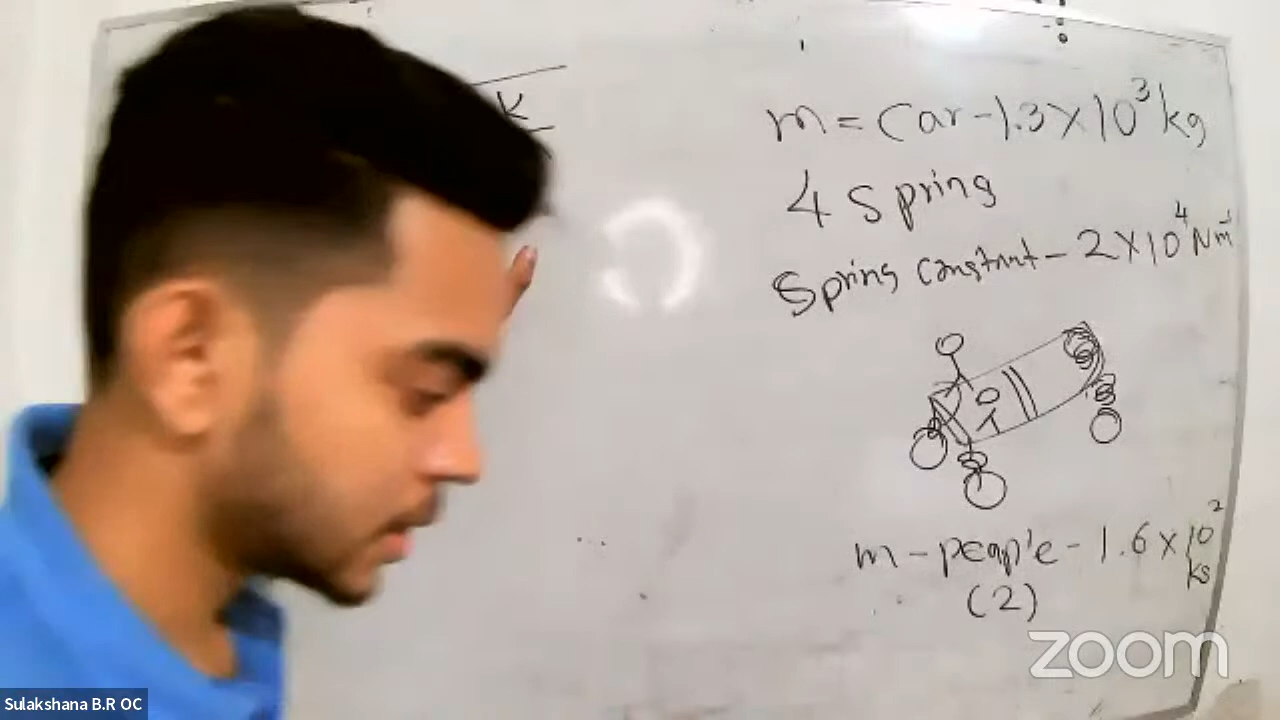 K
m = Car - 1.3 × 10³ kg
4 Spring
Spring constant - 2 × 10⁴ Nm⁻¹
m - people - 1.6 × 10² kg
(2)
zoom
Sulakshana B.R OC